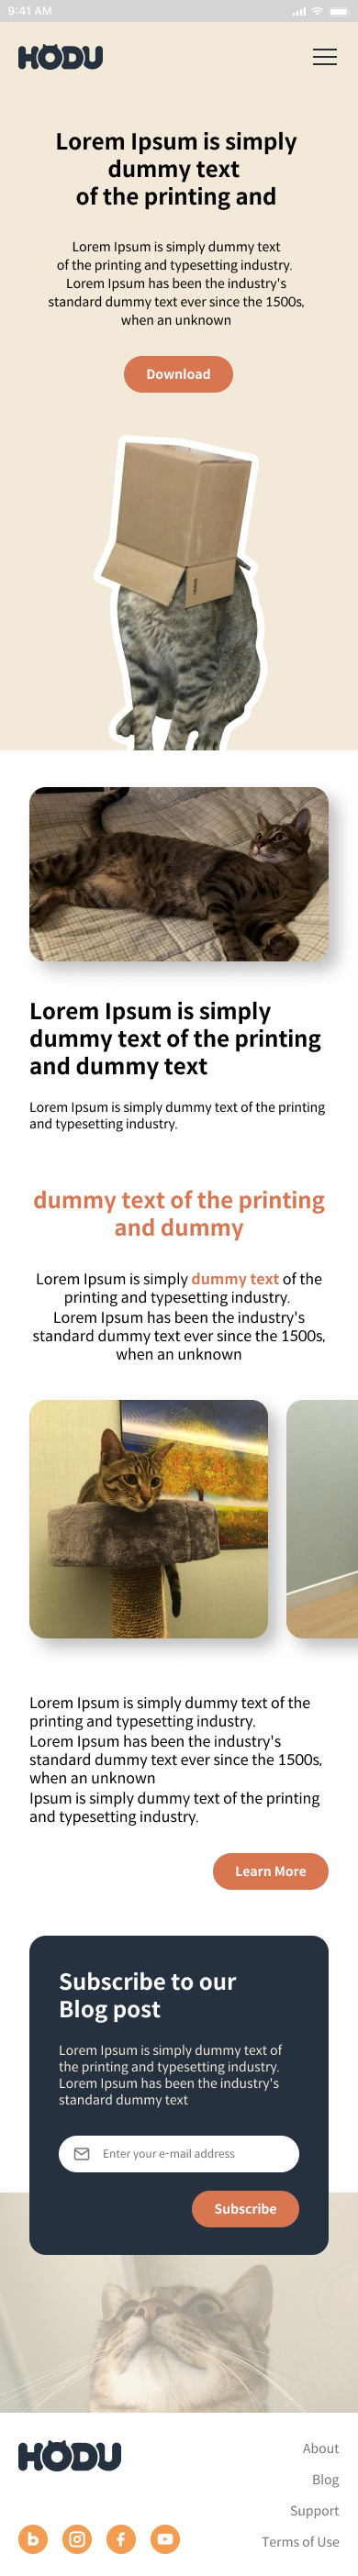 9:41 AM
HODU
Lorem Ipsum is simply
dummy text
of the printing and
Lorem Ipsum is simply dummy text
of the printing and typesetting industry.
Lorem Ipsum has been the industry's
standard dummy text ever since the 1500s,
when an unknown
Download
Lorem Ipsum is simply
dummy text of the printing
and dummy text
Lorem Ipsum is simply dummy text of the printing
and typesetting industry.
dummy text of the printing
and dummy
Lorem Ipsum is simply dummy text of the
printing and typesetting industry.
Lorem Ipsum has been the industry's
standard dummy text ever since the 1500s,
when an unknown
Lorem Ipsum is simply dummy text of the
printing and typesetting industry.
Lorem Ipsum has been the industry's
standard dummy text ever since the 1500s,
when an unknown
Ipsum is simply dummy text of the printing
and typesetting industry.
Learn More
Subscribe to our
Blog post
Lorem Ipsum is simply dummy text of
the printing and typesetting industry.
Lorem Ipsum has been the industry's
standard dummy text
Enter your e-mail address
Subscribe
HODU
About
Blog
Support
Terms of Use